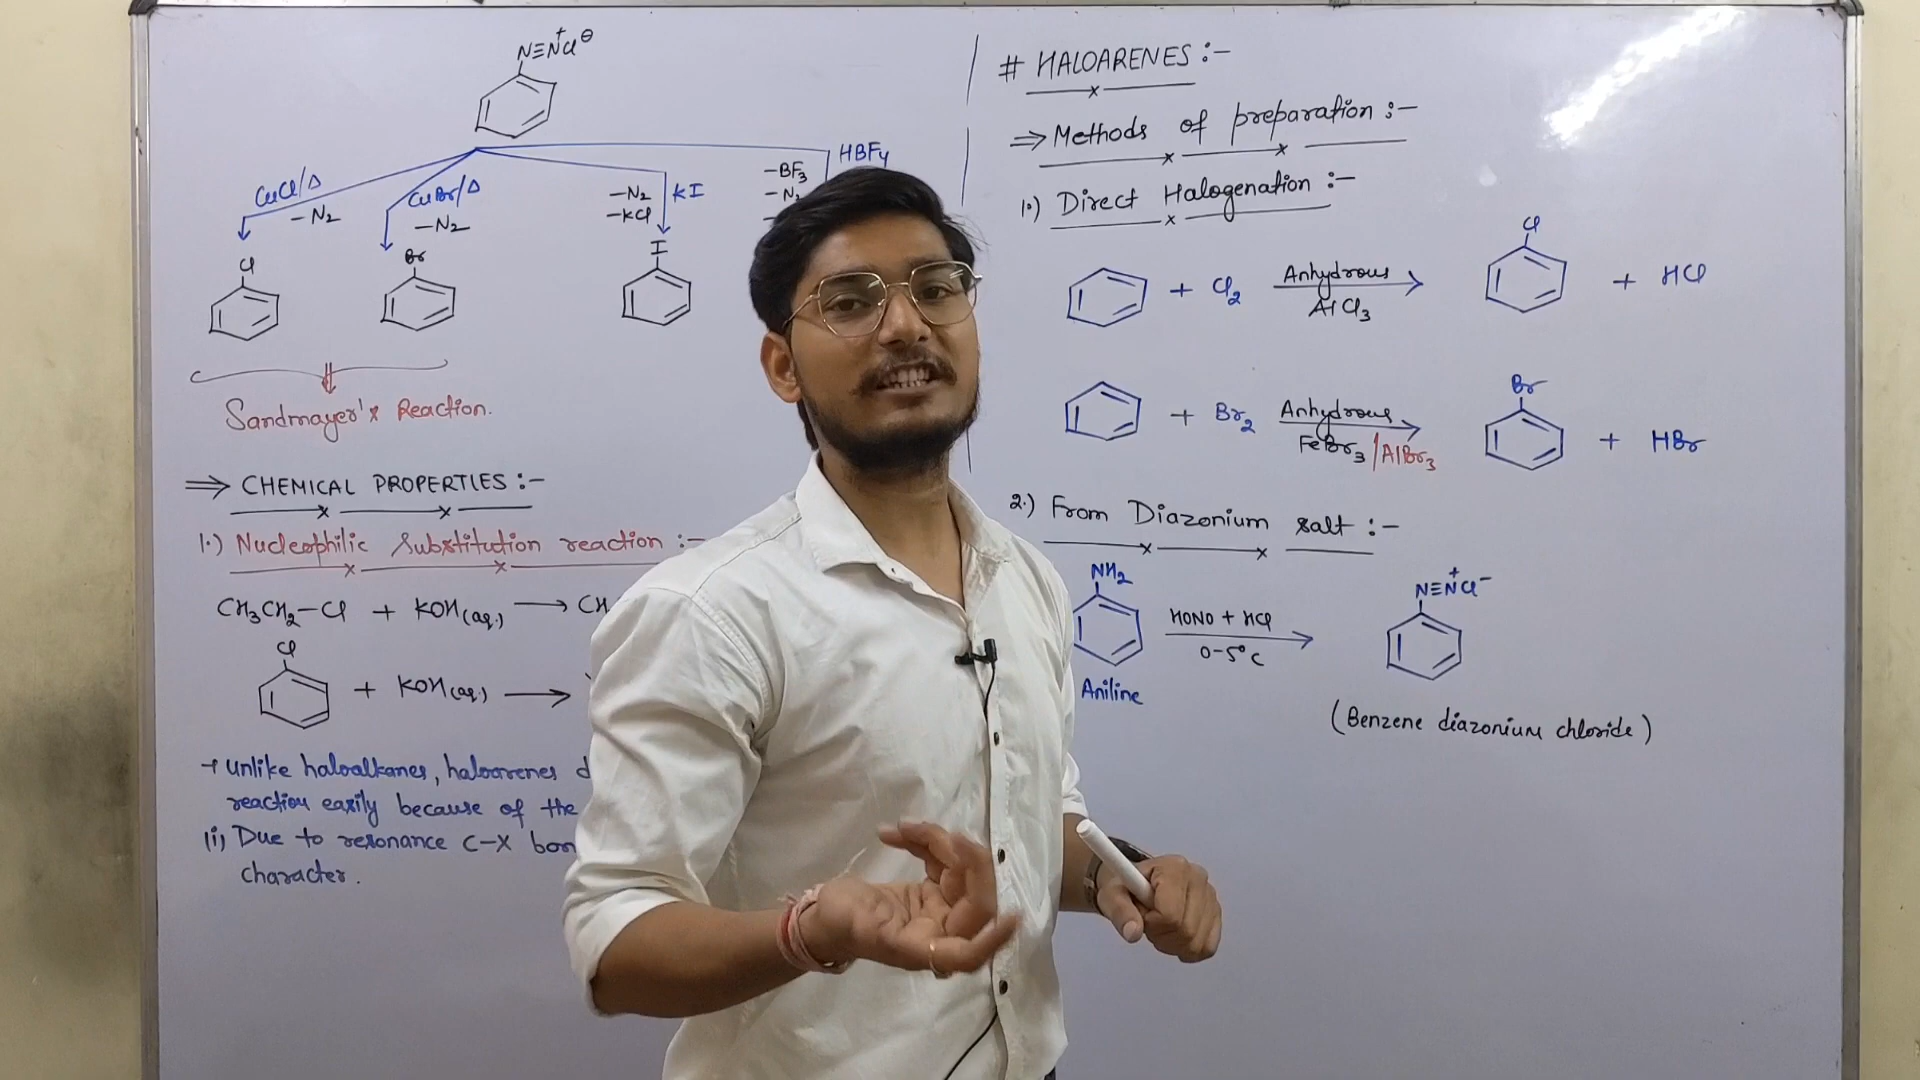 N≡N⁺Cl⊖
CuCl/Δ
-N2
CuBr/Δ
-N2
-N2
-KCl
KI
-BF3
-N2
HBF4
Cl
Br
I
Sandmayer's Reaction.
⇒ CHEMICAL PROPERTIES :-
1.) Nucleophilic Substitution reaction :-
CH3CH2-Cl + KOH(aq.) → CH
Cl
+ KOH(aq.) →
→ Unlike haloalkanes, haloarenes d
reaction easily because of the
(i) Due to resonance C-X bon
character.
# HALOARENES :-
⇒ Methods of preparation :-
1.) Direct Halogenation :-
Cl
+ Cl2 Anhydrous AlCl3 → + HCl
Br
+ Br2 Anhydrous FeBr3/AlBr3 → + HBr
2.) From Diazonium salt :-
NH2
N≡N⁺Cl⁻
HONO + HCl
0-5°C
Aniline
(Benzene diazonium chloride)